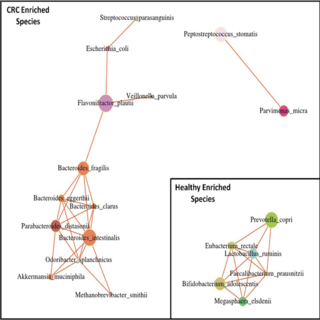 CRC Enriched
Species
Streptococcus_parasanguinis
Peptostreptococcus_stomatis
Escherichia_coli
Veillonella_parvula
Flavonifractor_plautii
Parvimonas_micra
Bacteroides_fragilis
Bacteroides_eggerthii
Bacteroides_clarus
Parabacteroides_distasonis
Bacteroides_intestinalis
Odoribacter_splanchnicus
Akkermansia_muciniphila
Methanobrevibacter_smithii
Healthy Enriched
Species
Prevotella_copri
Eubacterium_rectale
Lactobacillus_ruminis
Faecalibacterium_prausnitzii
Bifidobacterium_adolescentis
Megasphaera_elsdenii